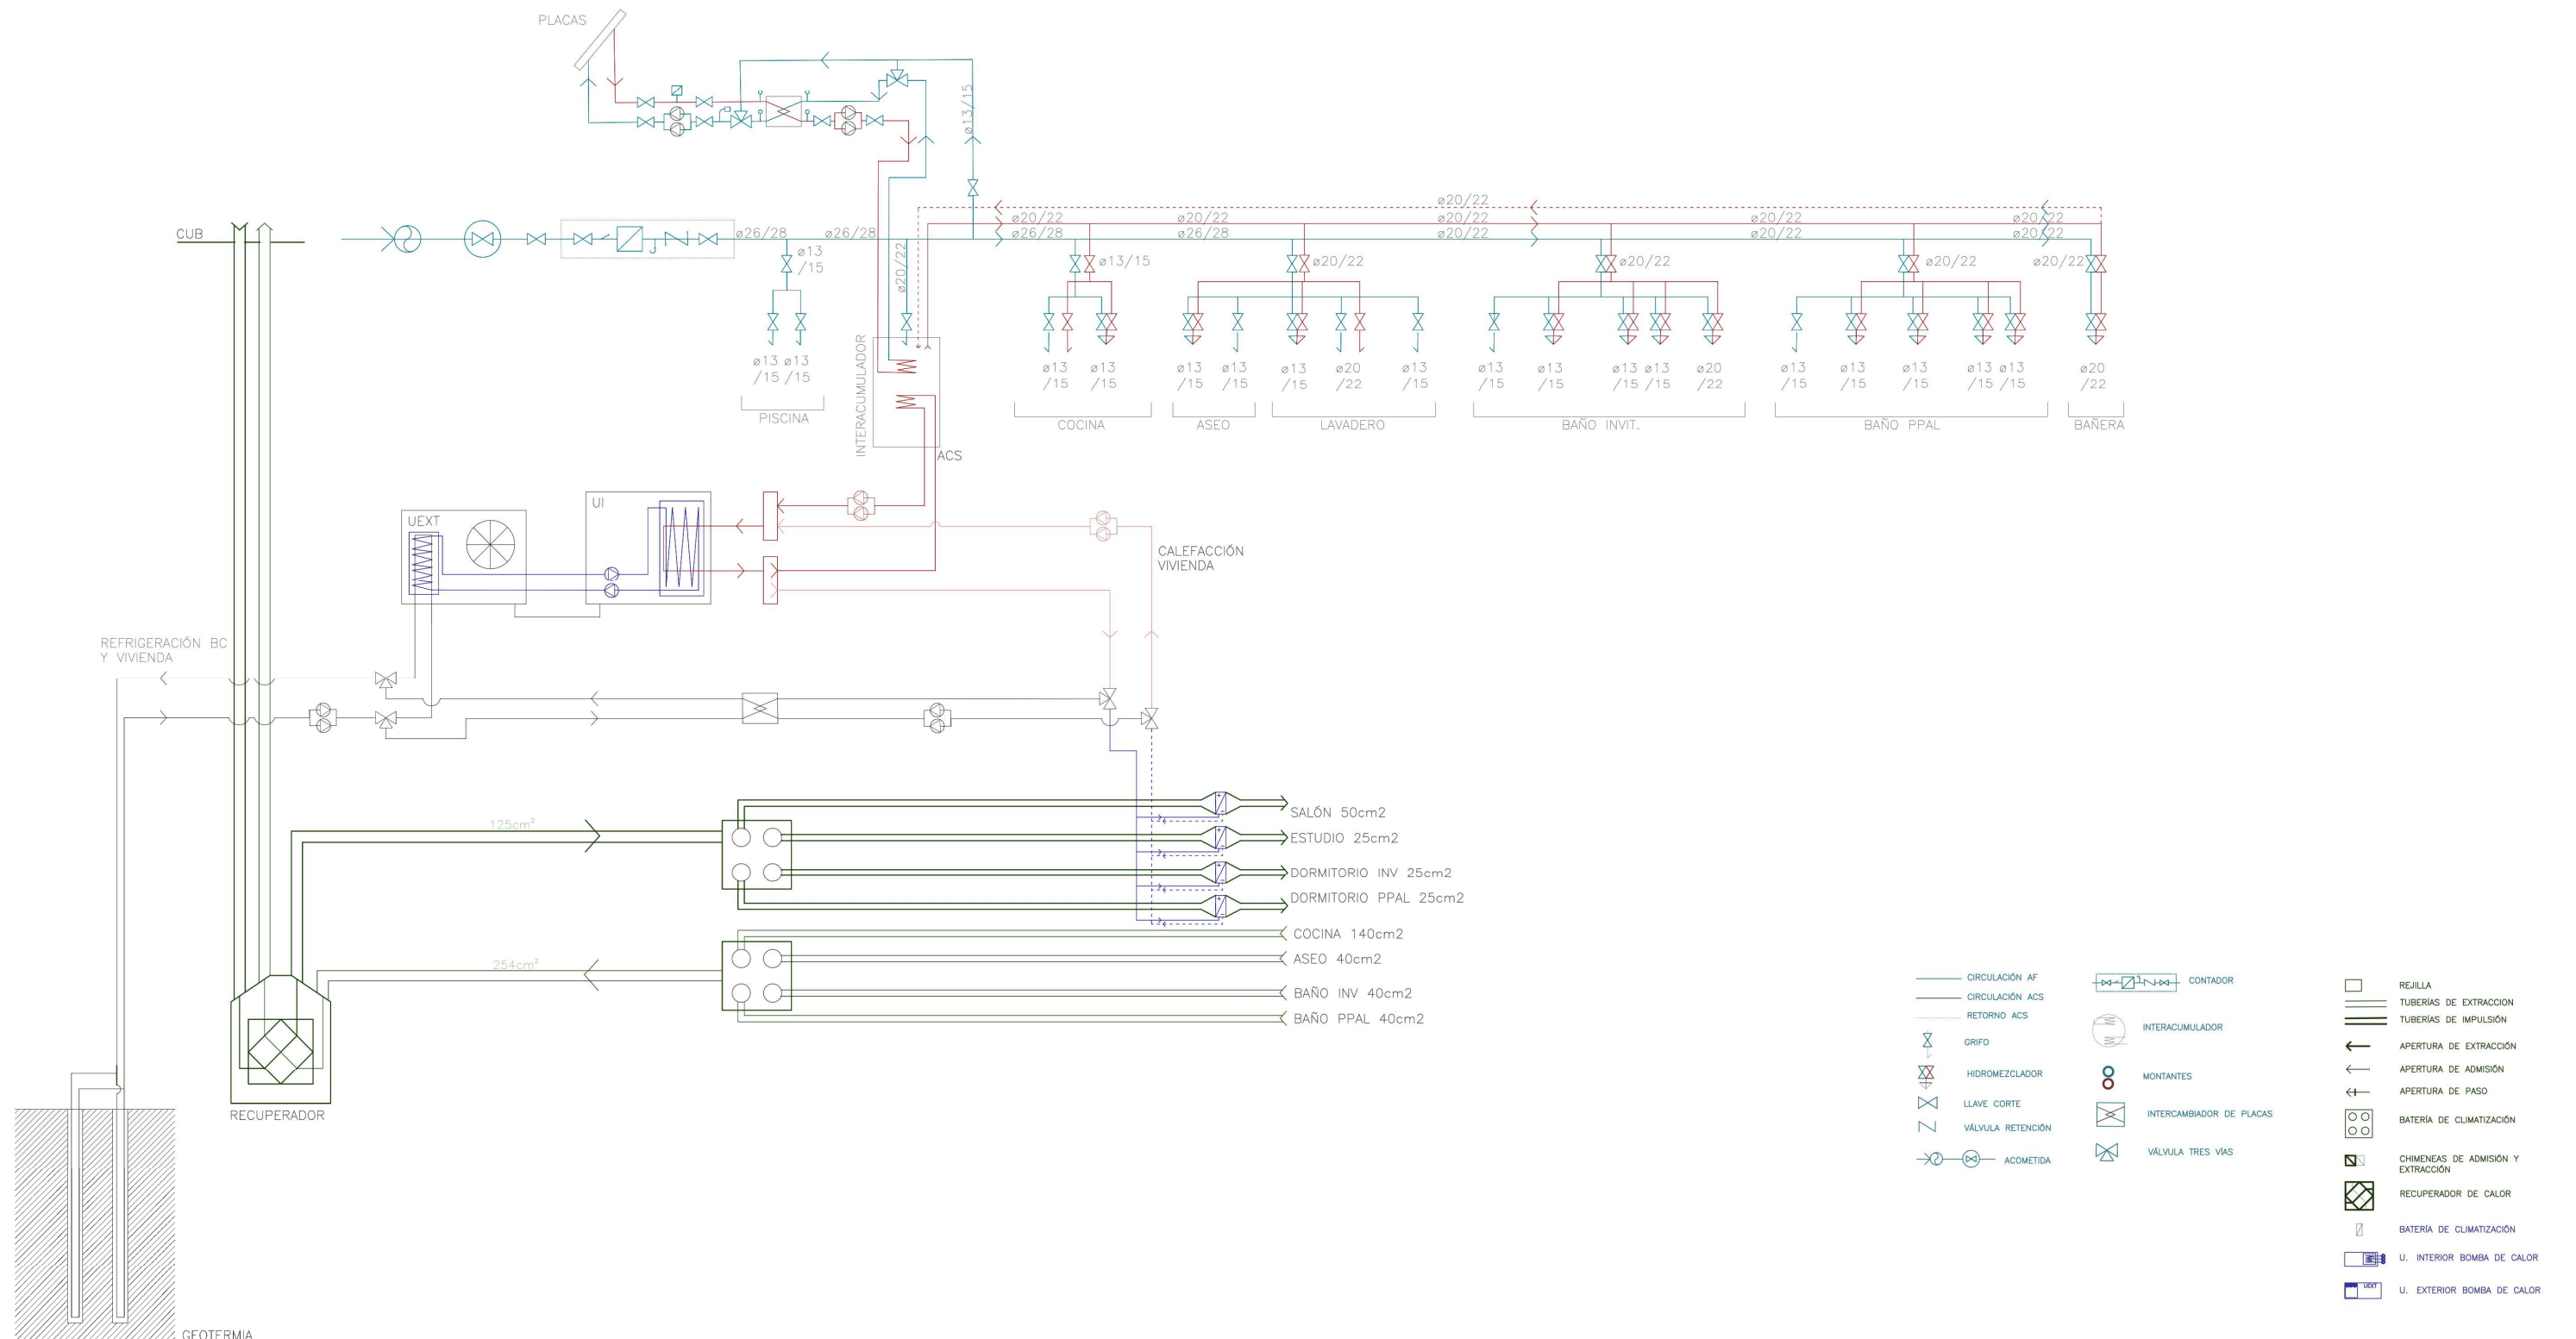 PLACAS
ø13/15
CUB
ø20/22
ø20/22
ø20/22
ø20/22
ø20/22
ø20/22
ø26/28
ø26/28
ø26/28
ø26/28
ø20/22
ø20/22
ø20/22
ø13
/15
ø20/22
ø13/15
ø20/22
ø20/22
ø20/22
ø20/22
INTERACUMULADOR
ø13 ø13
/15 /15
ø13 ø13
/15 /15
ø13 ø13
/15 /15
ø13 ø20 ø13
/15 /22 /15
ø13 ø13 ø13 ø13 ø20
/15 /15 /15 /15 /22
ø13 ø13 ø13 ø13 ø13
/15 /15 /15 /15 /15
ø20
/22
PISCINA
COCINA
ASEO
LAVADERO
BAÑO INVIT.
BAÑO PPAL
BAÑERA
ACS
UEXT
UI
CALEFACCIÓN
VIVIENDA
REFRIGERACIÓN BC
Y VIVIENDA
125cm²
SALÓN 50cm2
ESTUDIO 25cm2
DORMITORIO INV 25cm2
DORMITORIO PPAL 25cm2
254cm²
COCINA 140cm2
ASEO 40cm2
BAÑO INV 40cm2
BAÑO PPAL 40cm2
RECUPERADOR
GEOTERMIA
CIRCULACIÓN AF
CIRCULACIÓN ACS
RETORNO ACS
GRIFO
HIDROMEZCLADOR
LLAVE CORTE
VÁLVULA RETENCIÓN
ACOMETIDA
CONTADOR
INTERACUMULADOR
MONTANTES
INTERCAMBIADOR DE PLACAS
VÁLVULA TRES VÍAS
REJILLA
TUBERÍAS DE EXTRACCION
TUBERÍAS DE IMPULSIÓN
APERTURA DE EXTRACCIÓN
APERTURA DE ADMISIÓN
APERTURA DE PASO
BATERÍA DE CLIMATIZACIÓN
CHIMENEAS DE ADMISIÓN Y
EXTRACCIÓN
RECUPERADOR DE CALOR
BATERÍA DE CLIMATIZACIÓN
U. INTERIOR BOMBA DE CALOR
UEXT
U. EXTERIOR BOMBA DE CALOR